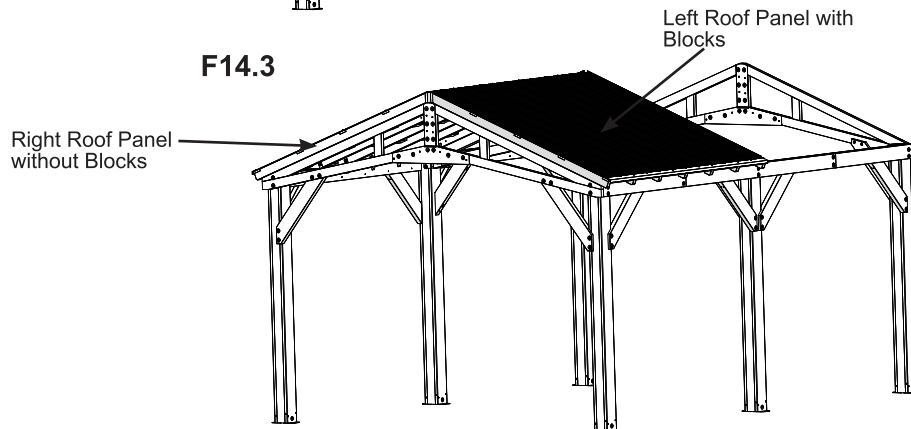 Left Roof Panel with
Blocks
F14.3
Right Roof Panel
without Blocks